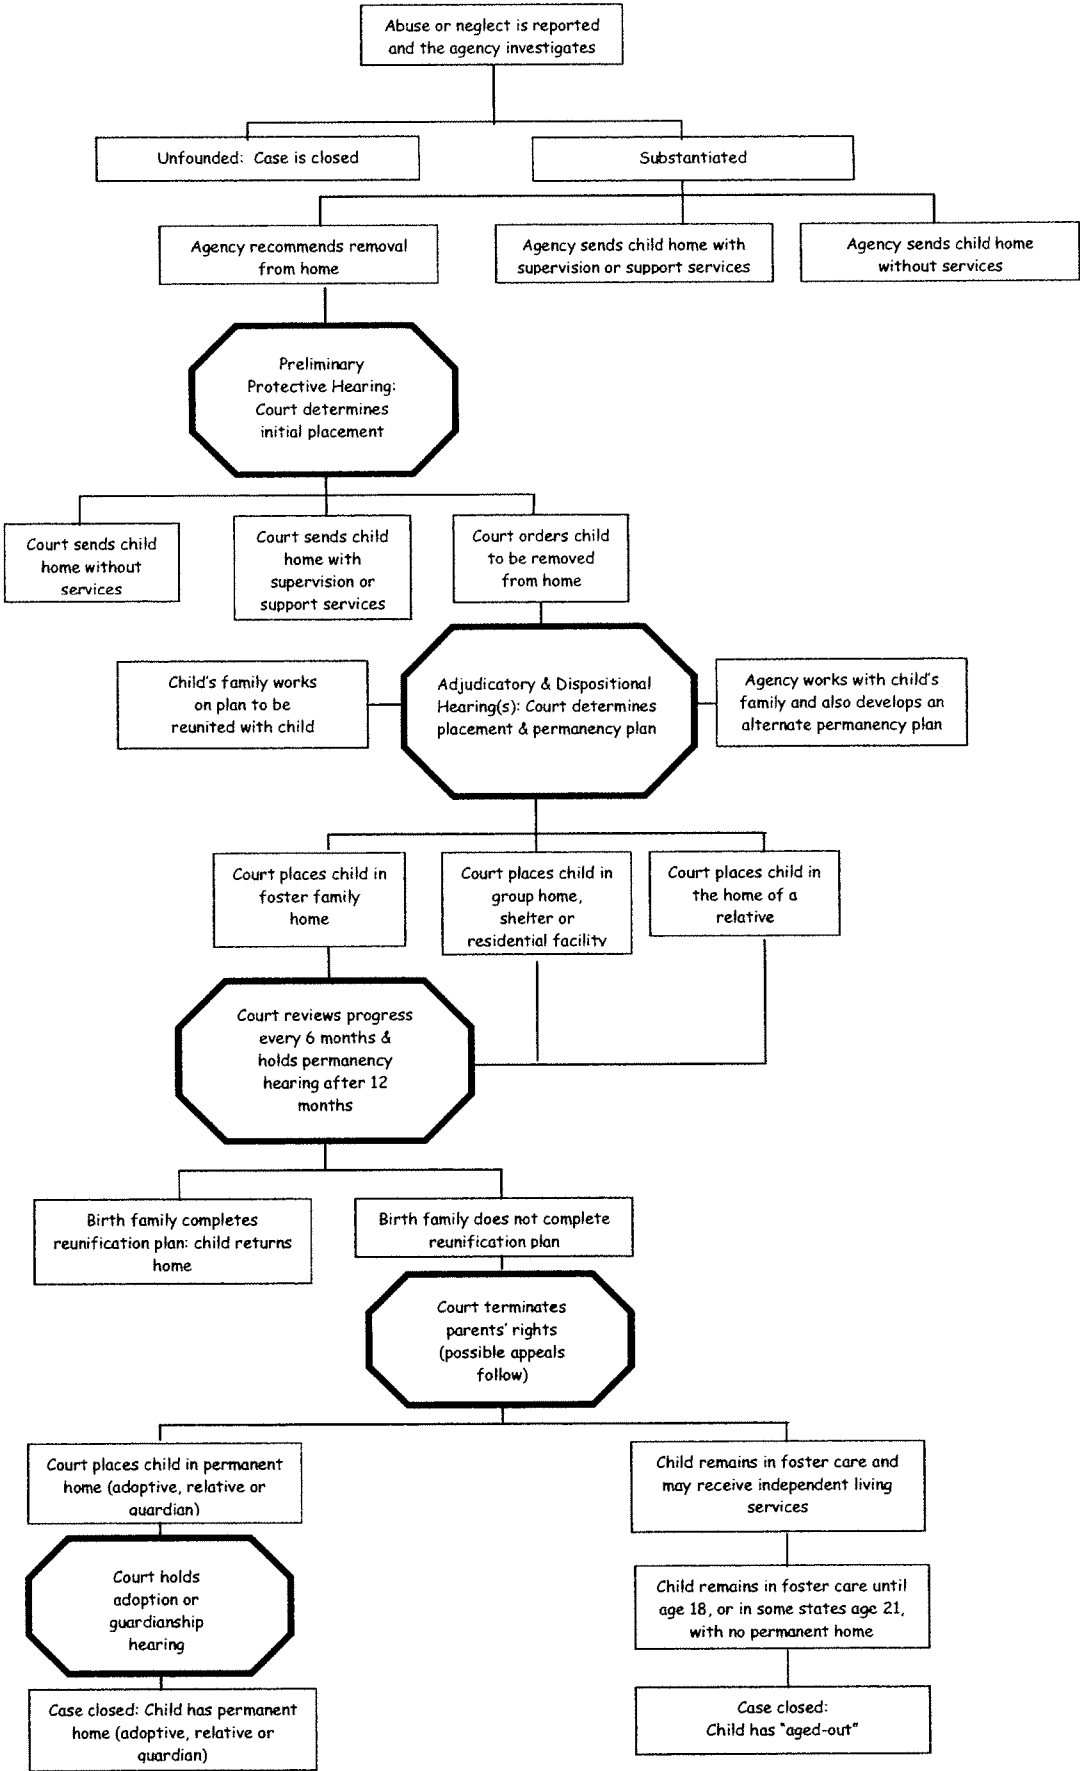 Abuse or neglect is reported
and the agency investigates
Unfounded: Case is closed
Substantiated
Agency recommends removal
from home
Agency sends child home with
supervision or support services
Agency sends child home
without services
Preliminary
Protective Hearing:
Court determines
initial placement
Court sends child
home without
services
Court sends child
home with
supervision or
support services
Court orders child
to be removed
from home
Child's family works
on plan to be
reunited with child
Adjudicatory & Dispositional
Hearing(s): Court determines
placement & permanency plan
Agency works with child's
family and also develops an
alternate permanency plan
Court places child in
foster family
home
Court places child in
group home,
shelter or
residential facility
Court places child in
the home of a
relative
Court reviews progress
every 6 months &
holds permanency
hearing after 12
months
Birth family completes
reunification plan: child returns
home
Birth family does not complete
reunification plan
Court terminates
parents' rights
(possible appeals
follow)
Court places child in permanent
home (adoptive, relative or
guardian)
Child remains in foster care and
may receive independent living
services
Court holds
adoption or
guardianship
hearing
Child remains in foster care until
age 18, or in some states age 21,
with no permanent home
Case closed: Child has permanent
home (adoptive, relative or
guardian)
Case closed:
Child has "aged-out"